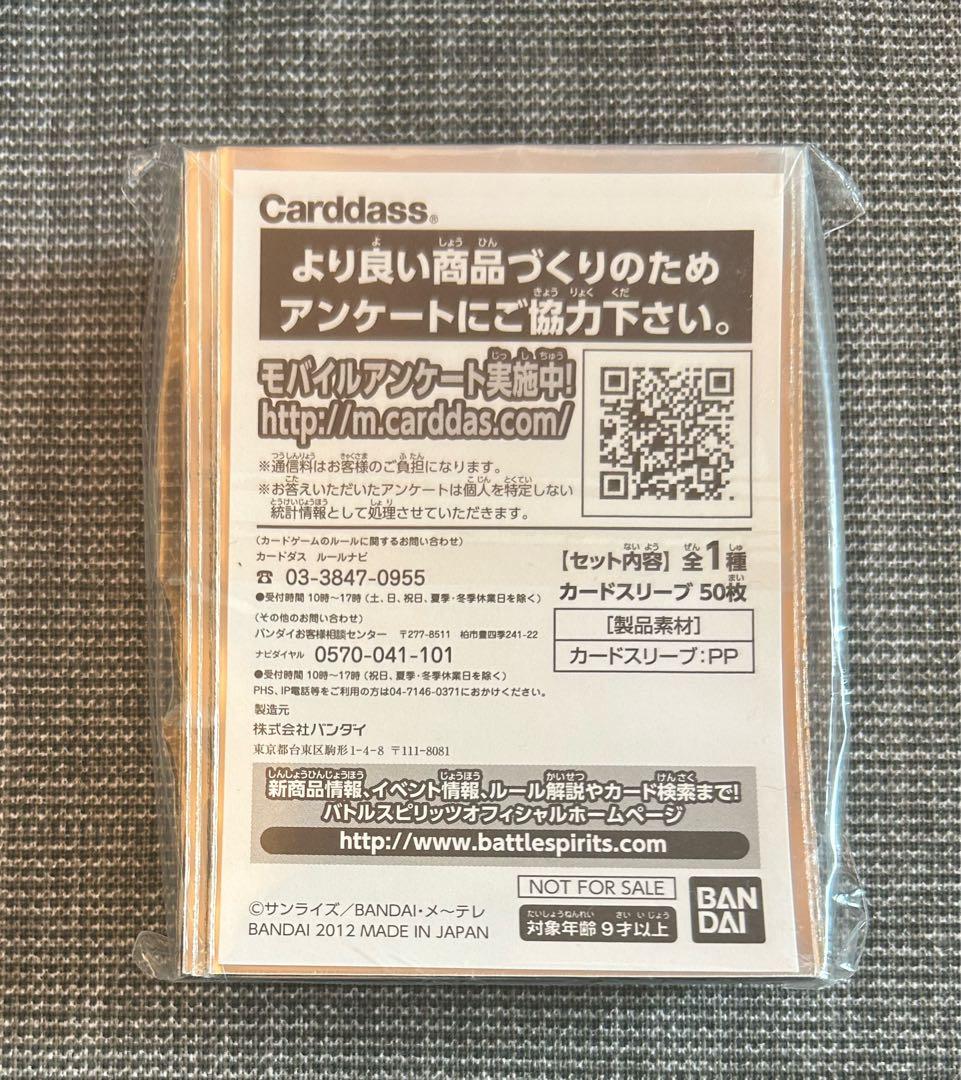 Carddass®
より良い商品づくりのため
アンケートにご協力下さい。
モバイルアンケート実施中!
http://m.carddas.com/
※通信料はお客様のご負担になります。
※お答えいただいたアンケートは個人を特定しない
統計情報として処理させていただきます。
(カードゲームのルールに関するお問い合わせ)
カードダス ルールナビ
☎ 03-3847-0955
●受付時間 10時〜17時 (土、日、祝日、夏季・冬季休業日を除く)
(その他のお問い合わせ)
バンダイお客様相談センター 〒277-8511 柏市豊四季241-22
ナビダイヤル 0570-041-101
●受付時間 10時〜17時 (祝日、夏季・冬季休業日を除く)
PHS、IP電話等をご利用の方は04-7146-0371におかけください。
製造元
株式会社バンダイ
東京都台東区駒形1-4-8 〒111-8081
【セット内容】 全1種
カードスリーブ 50枚
[製品素材]
カードスリーブ:PP
新商品情報、イベント情報、ルール解説やカード検索まで!
バトルスピリッツオフィシャルホームページ
http://www.battlespirits.com
©サンライズ/BANDAI・メ〜テレ
BANDAI 2012 MADE IN JAPAN
NOT FOR SALE
対象年齢 9才以上
BAN
DAI